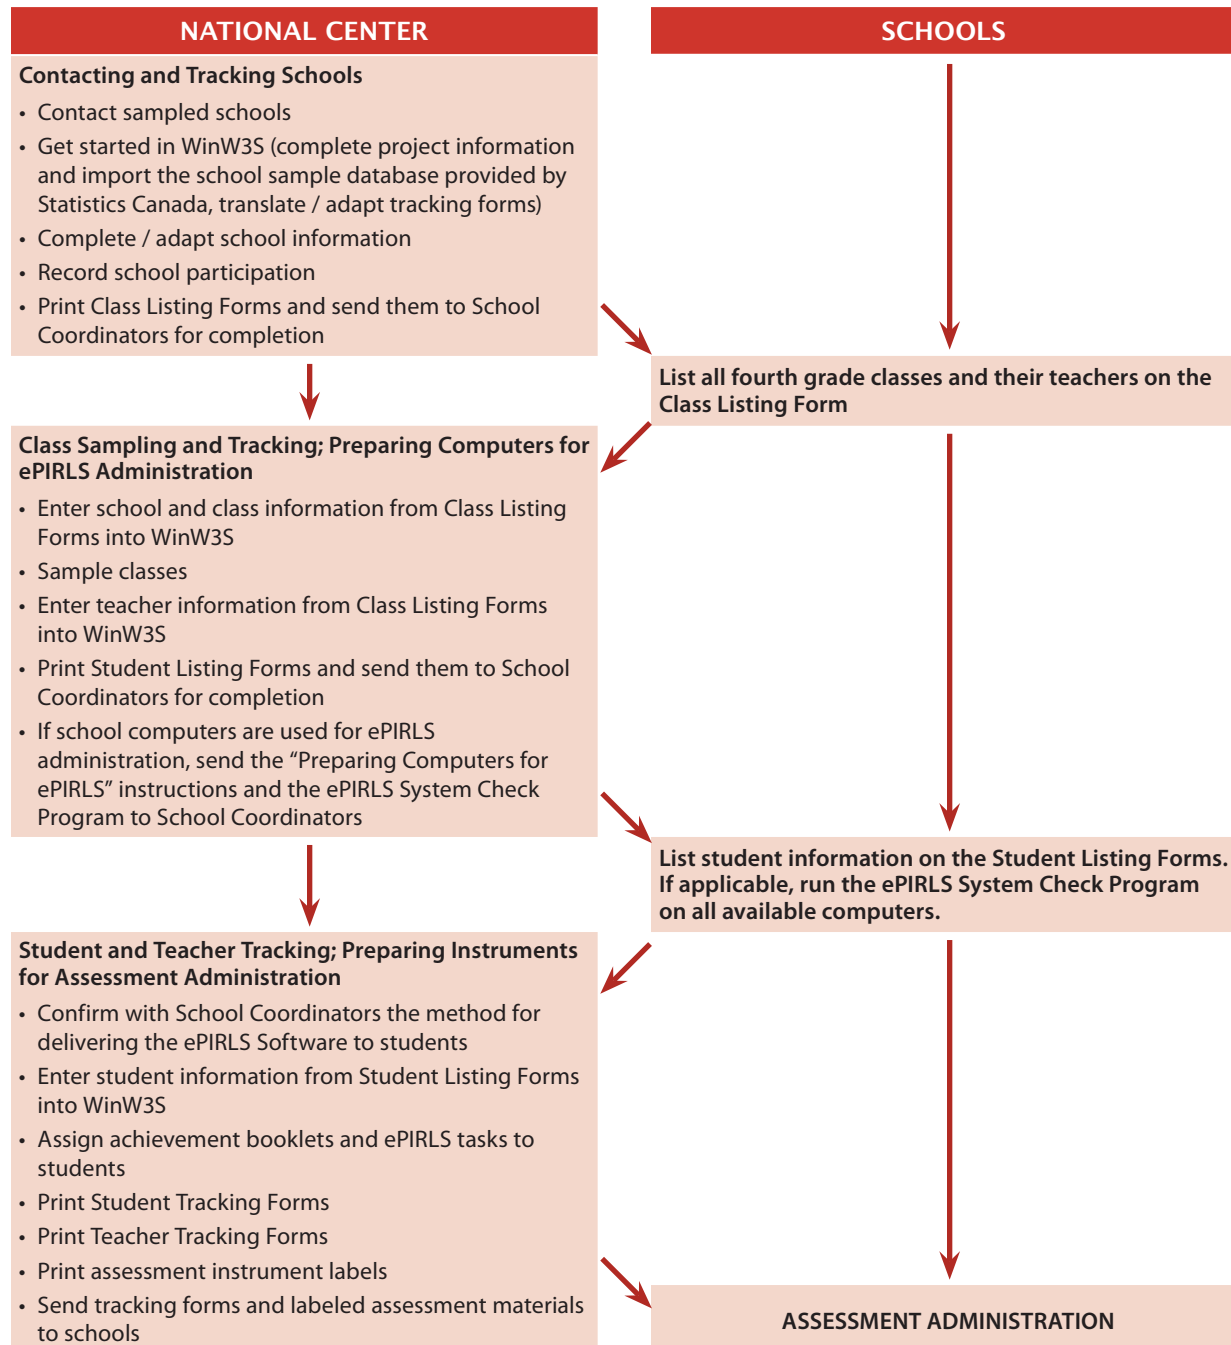 NATIONAL CENTER
Contacting and Tracking Schools
• Contact sampled schools
• Get started in WinW3S (complete project information
and import the school sample database provided by
Statistics Canada, translate / adapt tracking forms)
• Complete / adapt school information
• Record school participation
• Print Class Listing Forms and send them to School
Coordinators for completion
SCHOOLS
List all fourth grade classes and their teachers on the
Class Listing Form
Class Sampling and Tracking; Preparing Computers for
ePIRLS Administration
• Enter school and class information from Class Listing
Forms into WinW3S
• Sample classes
• Enter teacher information from Class Listing Forms
into WinW3S
• Print Student Listing Forms and send them to School
Coordinators for completion
• If school computers are used for ePIRLS
administration, send the “Preparing Computers for
ePIRLS” instructions and the ePIRLS System Check
Program to School Coordinators
List student information on the Student Listing Forms.
If applicable, run the ePIRLS System Check Program
on all available computers.
Student and Teacher Tracking; Preparing Instruments
for Assessment Administration
• Confirm with School Coordinators the method for
delivering the ePIRLS Software to students
• Enter student information from Student Listing Forms
into WinW3S
• Assign achievement booklets and ePIRLS tasks to
students
• Print Student Tracking Forms
• Print Teacher Tracking Forms
• Print assessment instrument labels
• Send tracking forms and labeled assessment materials
to schools
ASSESSMENT ADMINISTRATION